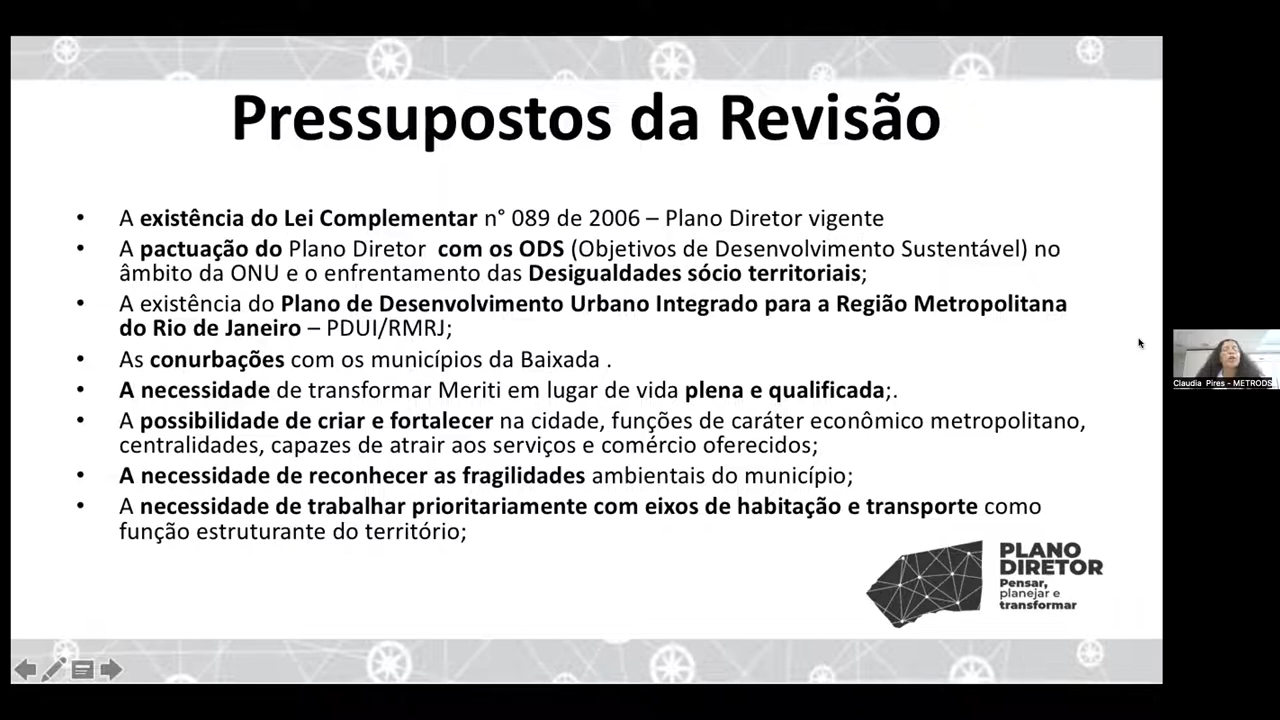 Pressupostos da Revisão
• A existência do Lei Complementar n° 089 de 2006 – Plano Diretor vigente
• A pactuação do Plano Diretor com os ODS (Objetivos de Desenvolvimento Sustentável) no
âmbito da ONU e o enfrentamento das Desigualdades sócio territoriais;
• A existência do Plano de Desenvolvimento Urbano Integrado para a Região Metropolitana
do Rio de Janeiro – PDUI/RMRJ;
• As conurbações com os municípios da Baixada .
• A necessidade de transformar Meriti em lugar de vida plena e qualificada;.
• A possibilidade de criar e fortalecer na cidade, funções de caráter econômico metropolitano,
centralidades, capazes de atrair aos serviços e comércio oferecidos;
• A necessidade de reconhecer as fragilidades ambientais do município;
• A necessidade de trabalhar prioritariamente com eixos de habitação e transporte como
função estruturante do território;
PLANO
DIRETOR
Pensar,
planejar e
transformar
Claudia Pires - METRODS